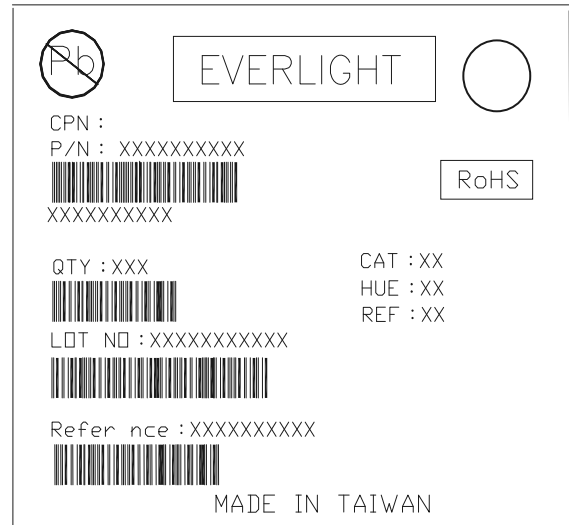 Pb
EVERLIGHT
CPN :
P/N : XXXXXXXXXX
RoHS
XXXXXXXXXX
QTY : XXX
CAT : XX
HUE : XX
REF : XX
LOT NO : XXXXXXXXXXX
Refer nce : XXXXXXXXXX
MADE IN TAIWAN